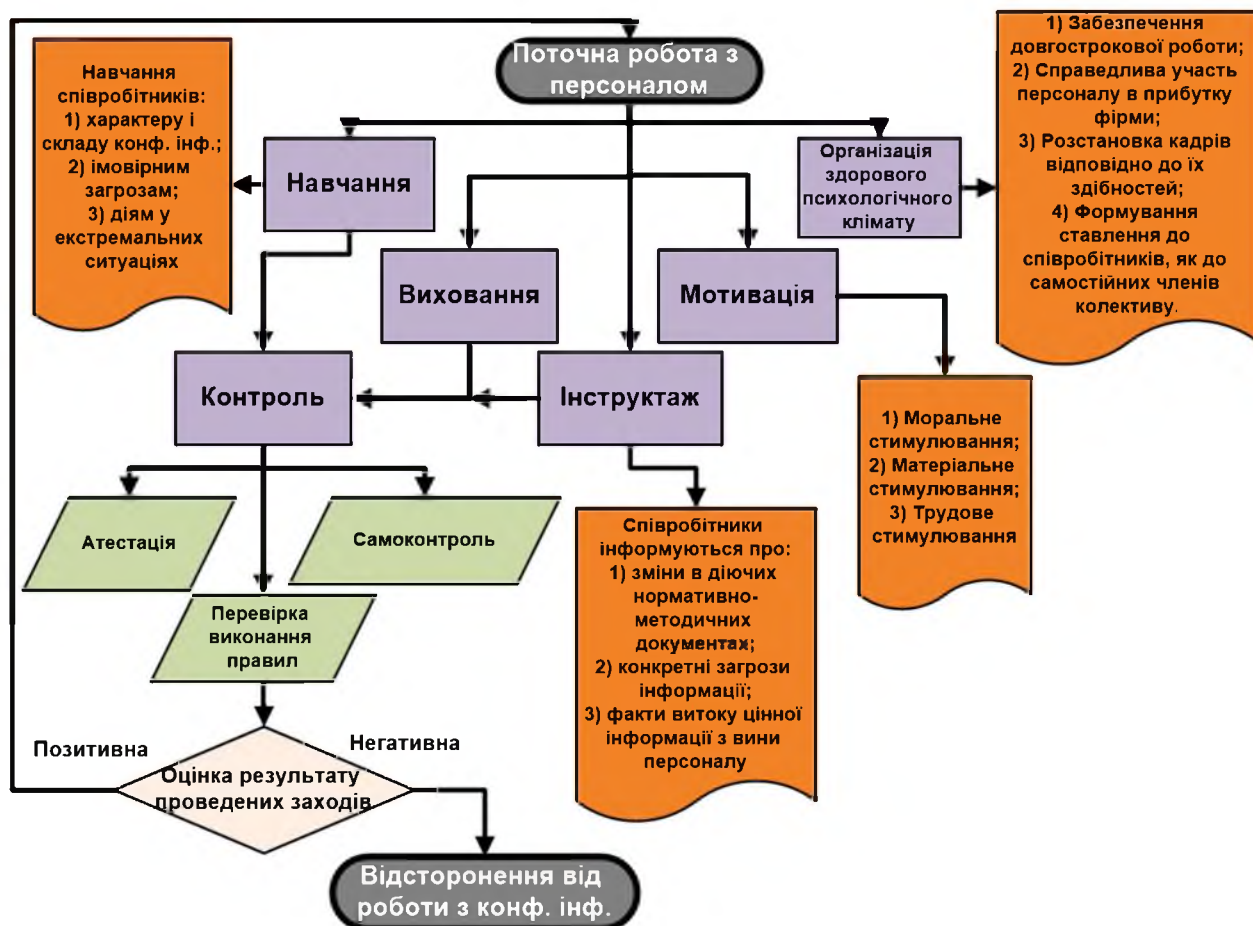 Поточна робота з
персоналом
Навчання
співробітників:
1) характеру і
складу конф. інф.;
2) імовірним
загрозам;
3) діям у
екстремальних
ситуаціях
Навчання
Організація
здорового
психологічного
клімату
1) Забезпечення
довгострокової роботи;
2) Справедлива участь
персоналу в прибутку
фірми;
3) Розстановка кадрів
відповідно до їх
здібностей;
4) Формування
ставлення до
співробітників, як до
самостійних членів
колективу.
Виховання
Мотивація
Контроль
Інструктаж
1) Моральне
стимулювання;
2) Матеріальне
стимулювання;
3) Трудове
стимулювання
Атестація
Самоконтроль
Перевірка
виконання
правил
Співробітники
інформуються про:
1) зміни в діючих
нормативно-
методичних
документах;
2) конкретні загрози
інформації;
3) факти витоку цінної
інформації з вини
персоналу
Позитивна
Негативна
Оцінка результату
проведених заходів
Відсторонення від
роботи з конф. інф.